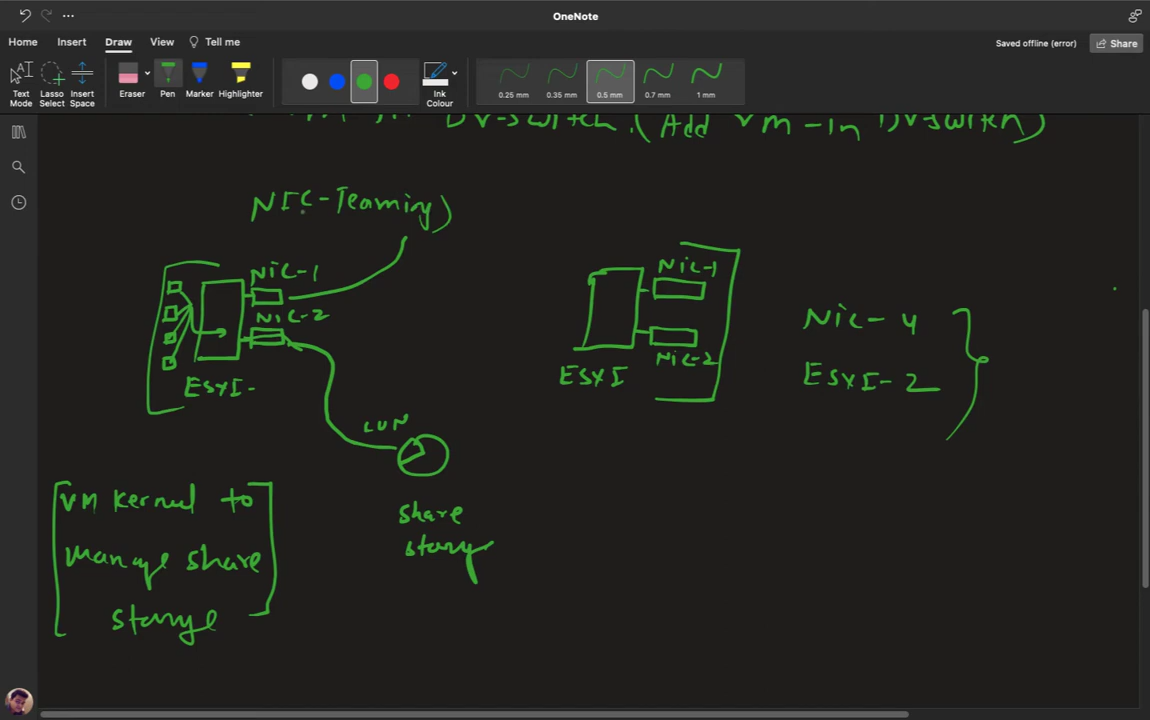 OneNote
Home Insert Draw View Tell me
Saved offline (error) Share
Text Mode
Lasso Select
Insert Space
Eraser
Pen
Marker
Highlighter
Ink Colour
0.25 mm 0.35 mm 0.5 mm 0.7 mm 1 mm
DV-switch. (Add VM-in DV-switch)
NIC-Teaming)
NiC-1
NiC-2
ESXI-
NiC-1
NiC-2
ESXI
NiC-4
ESXI-2
LUN
share
storage
VM kernel to
manage share
storage